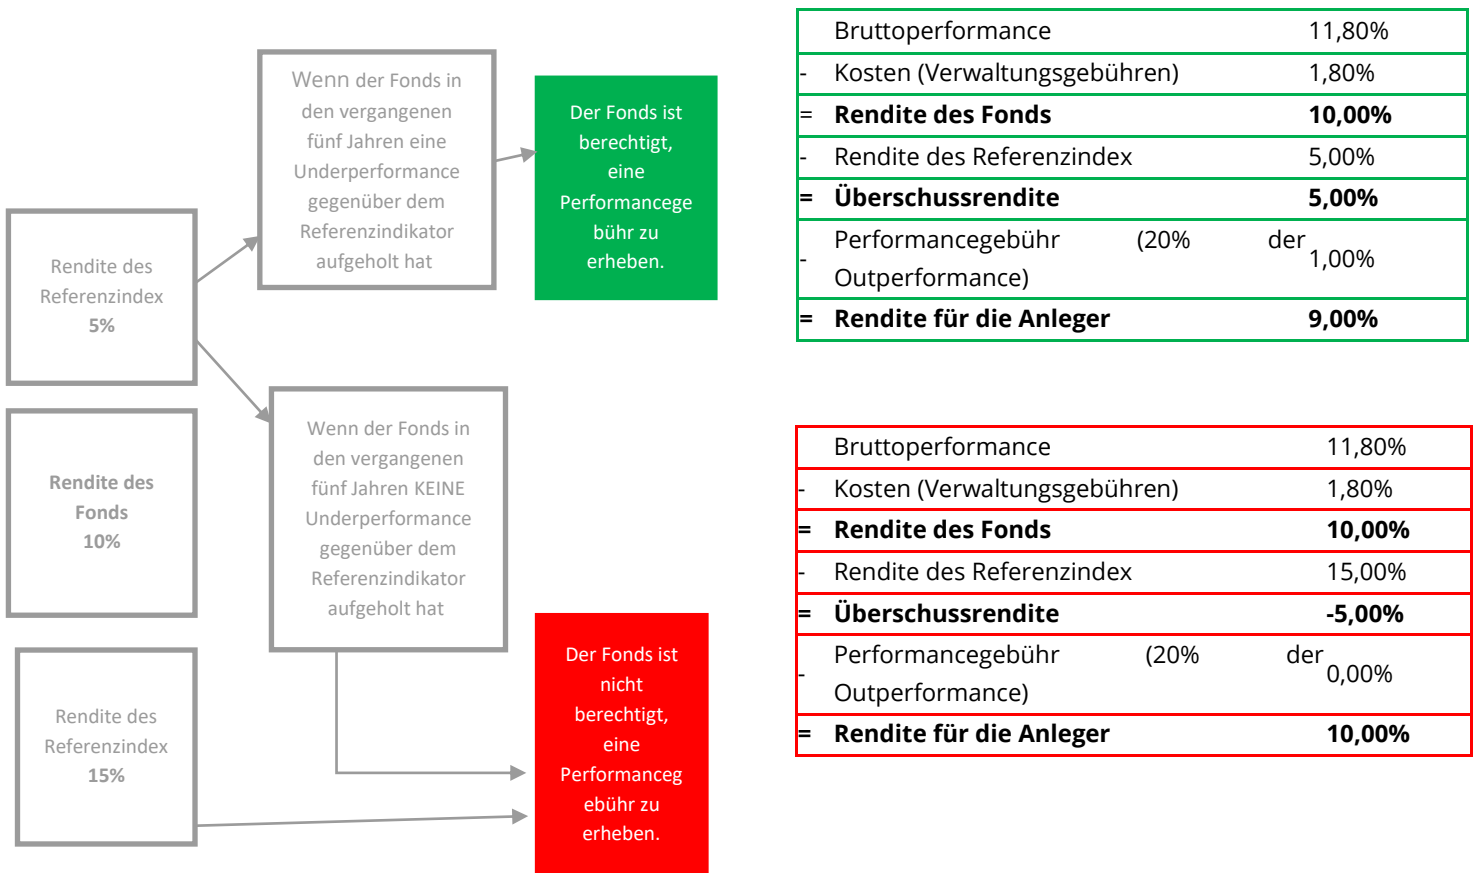 Rendite des
Referenzindex
5%
Rendite des
Fonds
10%
Rendite des
Referenzindex
15%
Wenn der Fonds in
den vergangenen
fünf Jahren eine
Underperformance
gegenüber dem
Referenzindikator
aufgeholt hat
Wenn der Fonds in
den vergangenen
fünf Jahren KEINE
Underperformance
gegenüber dem
Referenzindikator
aufgeholt hat
Der Fonds ist
berechtigt,
eine
Performancege
bühr zu
erheben.
Der Fonds ist
nicht
berechtigt,
eine
Performanceg
ebühr zu
erheben.
Bruttoperformance 11,80%
- Kosten (Verwaltungsgebühren) 1,80%
= Rendite des Fonds 10,00%
- Rendite des Referenzindex 5,00%
= Überschussrendite 5,00%
- Performancegebühr (20% der
Outperformance) 1,00%
= Rendite für die Anleger 9,00%
Bruttoperformance 11,80%
- Kosten (Verwaltungsgebühren) 1,80%
= Rendite des Fonds 10,00%
- Rendite des Referenzindex 15,00%
= Überschussrendite -5,00%
- Performancegebühr (20% der
Outperformance) 0,00%
= Rendite für die Anleger 10,00%